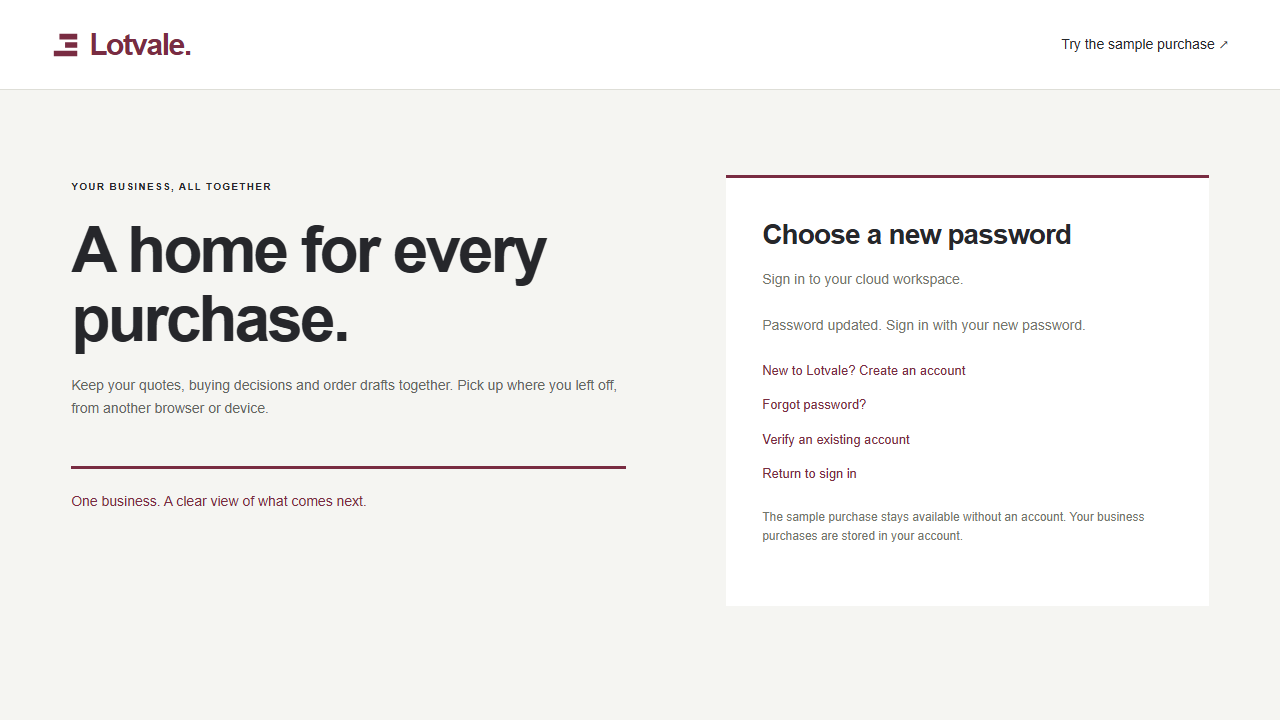 Lotvale.
Try the sample purchase ↗
YOUR BUSINESS, ALL TOGETHER
A home for every
purchase.
Keep your quotes, buying decisions and order drafts together. Pick up where you left off,
from another browser or device.
One business. A clear view of what comes next.
Choose a new password
Sign in to your cloud workspace.
Password updated. Sign in with your new password.
New to Lotvale? Create an account
Forgot password?
Verify an existing account
Return to sign in
The sample purchase stays available without an account. Your business
purchases are stored in your account.